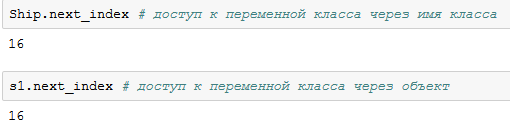 Ship.next_index # доступ к переменной класса через имя класса
16
s1.next_index # доступ к переменной класса через объект
16